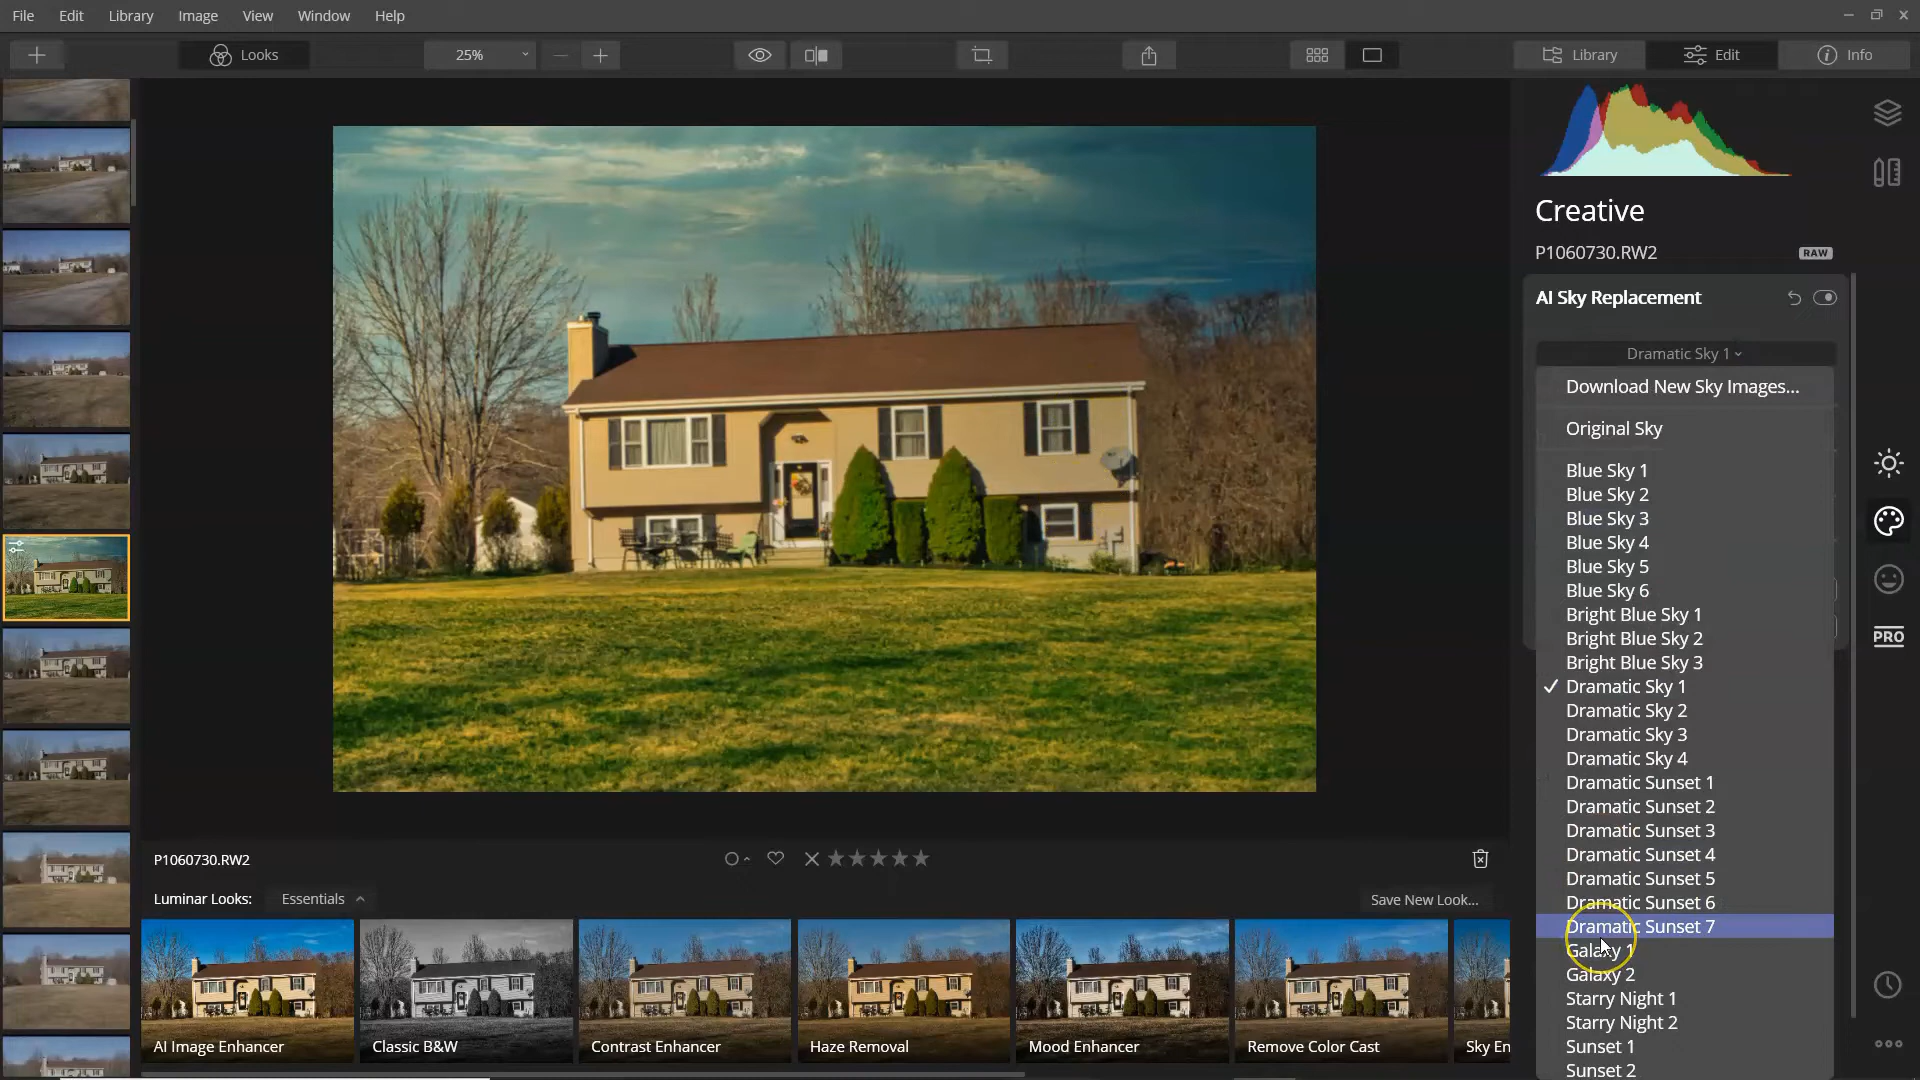 File Edit Library Image View Window Help
Looks 25% Library Edit Info
Creative
P1060730.RW2 RAW
AI Sky Replacement
Dramatic Sky 1
Download New Sky Images...
Original Sky
Blue Sky 1
Blue Sky 2
Blue Sky 3
Blue Sky 4
Blue Sky 5
Blue Sky 6
Bright Blue Sky 1
Bright Blue Sky 2
Bright Blue Sky 3
Dramatic Sky 1
Dramatic Sky 2
Dramatic Sky 3
Dramatic Sky 4
Dramatic Sunset 1
Dramatic Sunset 2
Dramatic Sunset 3
Dramatic Sunset 4
Dramatic Sunset 5
Dramatic Sunset 6
Dramatic Sunset 7
Galaxy 1
Galaxy 2
Starry Night 1
Starry Night 2
Sunset 1
Sunset 2
PRO
P1060730.RW2
Luminar Looks: Essentials Save New Look...
AI Image Enhancer Classic B&W Contrast Enhancer Haze Removal Mood Enhancer Remove Color Cast Sky En